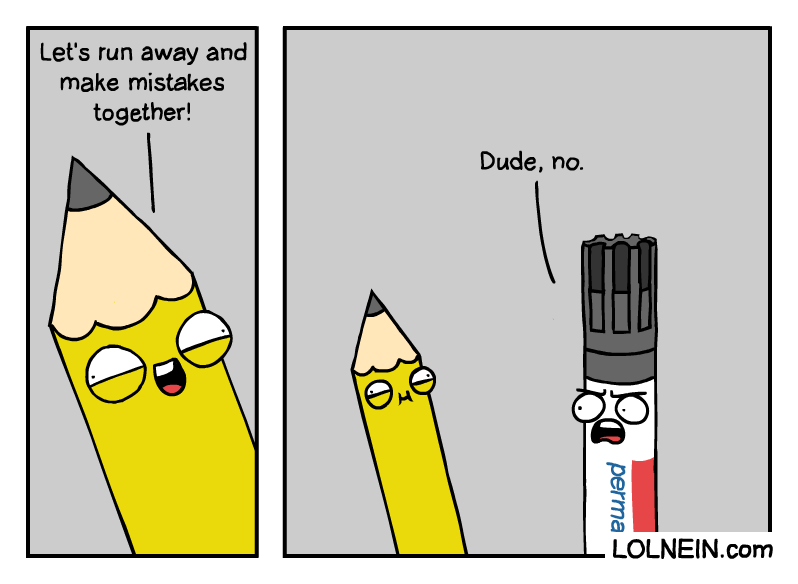 Let's run away and
make mistakes
together!
Dude, no.
perma
LOLNEIN.com